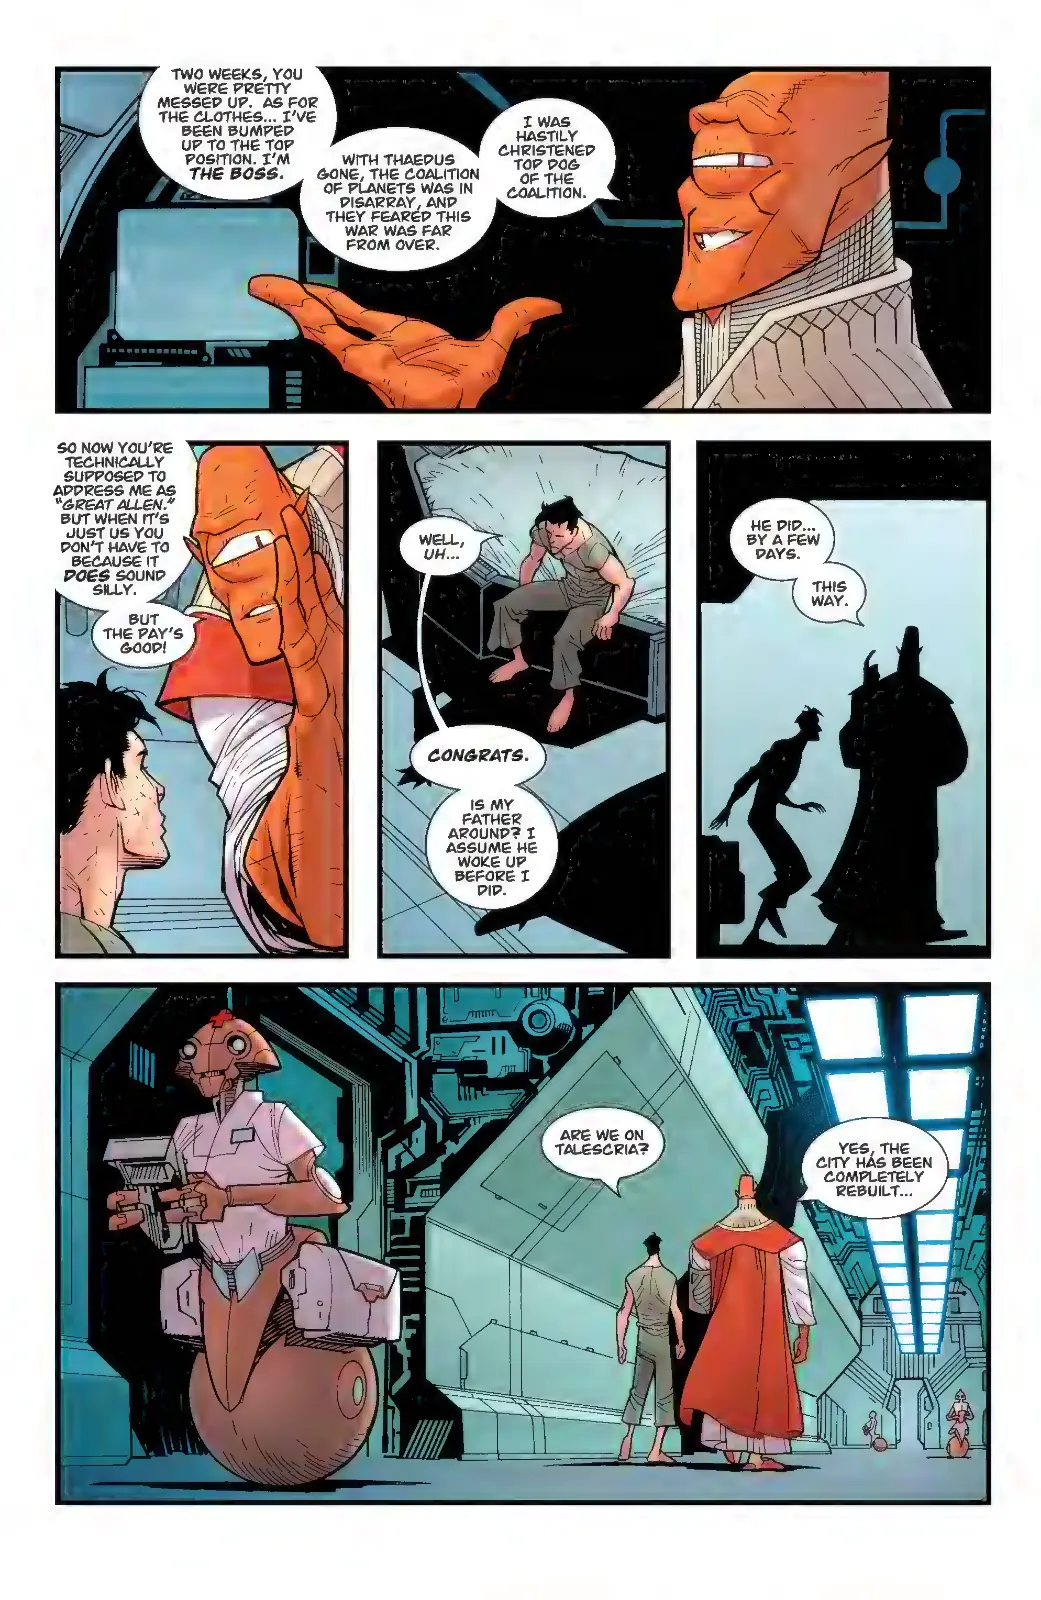 TWO WEEKS, YOU
WERE PRETTY
MESSED UP. AS FOR
THE CLOTHES... I'VE
BEEN BUMPED
UP TO THE TOP
POSITION. I'M
THE BOSS.
WITH THAEDUS
GONE, THE COALITION
OF PLANETS WAS IN
DISARRAY, AND
THEY FEARED THIS
WAR WAS FAR
FROM OVER.
I WAS
HASTILY
CHRISTENED
TOP DOG
OF THE
COALITION.
SO NOW YOU'RE
TECHNICALLY
SUPPOSED TO
ADDRESS ME AS
"GREAT ALLEN."
BUT WHEN IT'S
JUST US YOU
DON'T HAVE TO
BECAUSE IT
DOES SOUND
SILLY.
BUT
THE PAY'S
GOOD!
WELL,
UH...
CONGRATS.
IS MY
FATHER
AROUND? I
ASSUME HE
WOKE UP
BEFORE I
DID.
HE DID...
BY A FEW
DAYS.
THIS
WAY.
ARE WE ON
TALESCRIA?
YES, THE
CITY HAS BEEN
COMPLETELY
REBUILT...